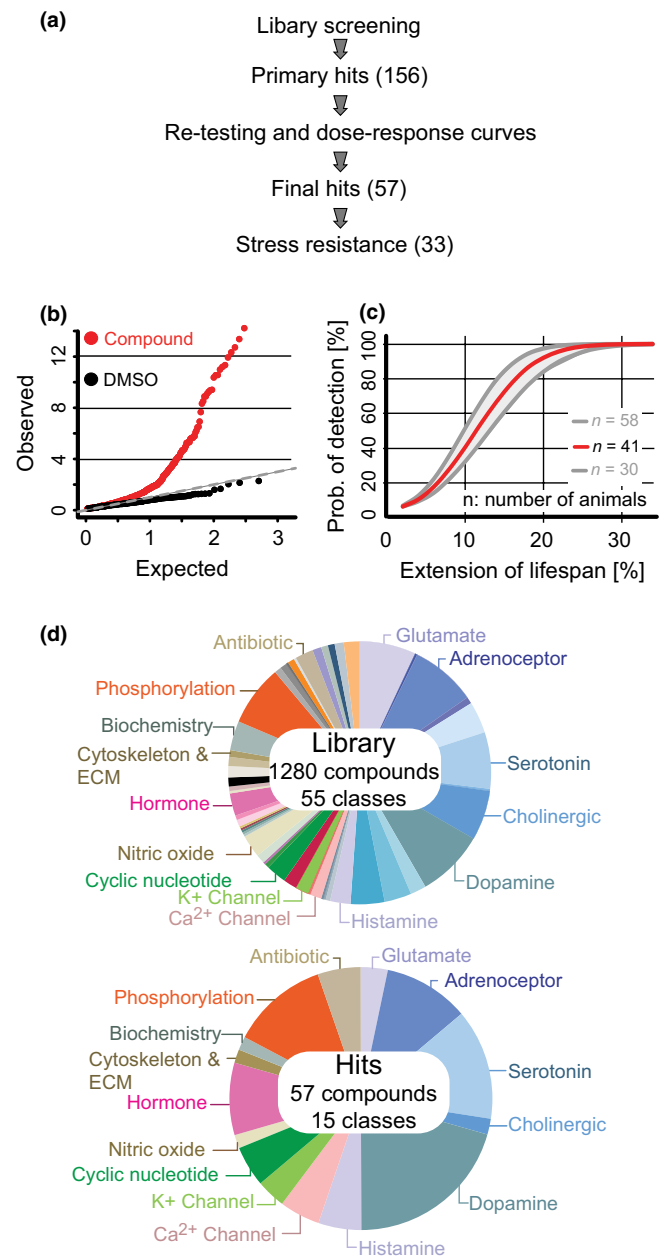 (a)
Libary screening
Primary hits (156)
Re-testing and dose-response curves
Final hits (57)
Stress resistance (33)
(b)
Compound
DMSO
Observed
12
8
4
0
0
1
2
3
Expected
(c)
Prob. of detection [%]
100
80
60
40
20
0
n = 58
n = 41
n = 30
n: number of animals
0
10
20
30
Extension of lifespan [%]
(d)
Antibiotic
Glutamate
Adrenoceptor
Phosphorylation
Biochemistry
Cytoskeleton &
ECM
Hormone
Nitric oxide
Cyclic nucleotide
K+ Channel
Ca2+ Channel
Histamine
Dopamine
Cholinergic
Serotonin
Library
1280 compounds
55 classes
Antibiotic
Glutamate
Adrenoceptor
Phosphorylation
Biochemistry
Cytoskeleton &
ECM
Hormone
Nitric oxide
Cyclic nucleotide
K+ Channel
Ca2+ Channel
Histamine
Dopamine
Cholinergic
Serotonin
Hits
57 compounds
15 classes